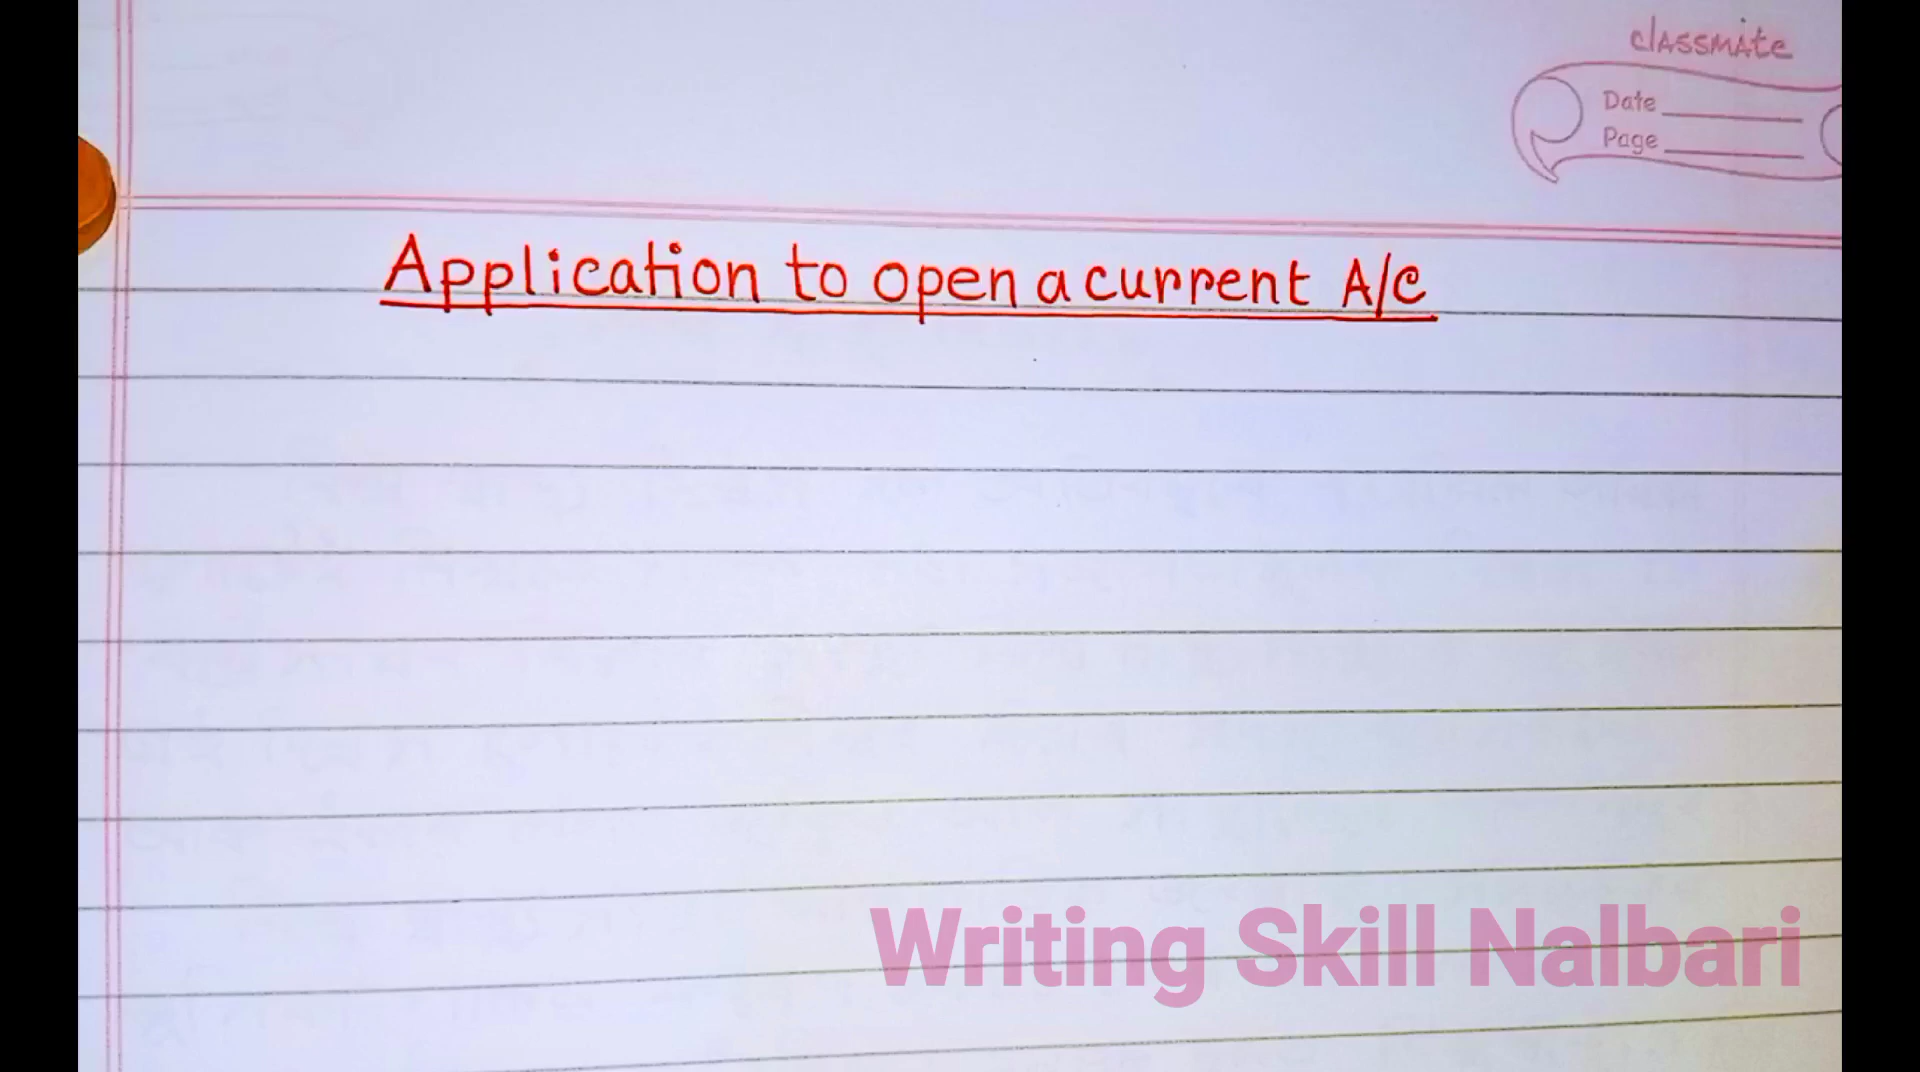 classmate
Date
Page
Application to open a current A/C
Writing Skill Nalbari